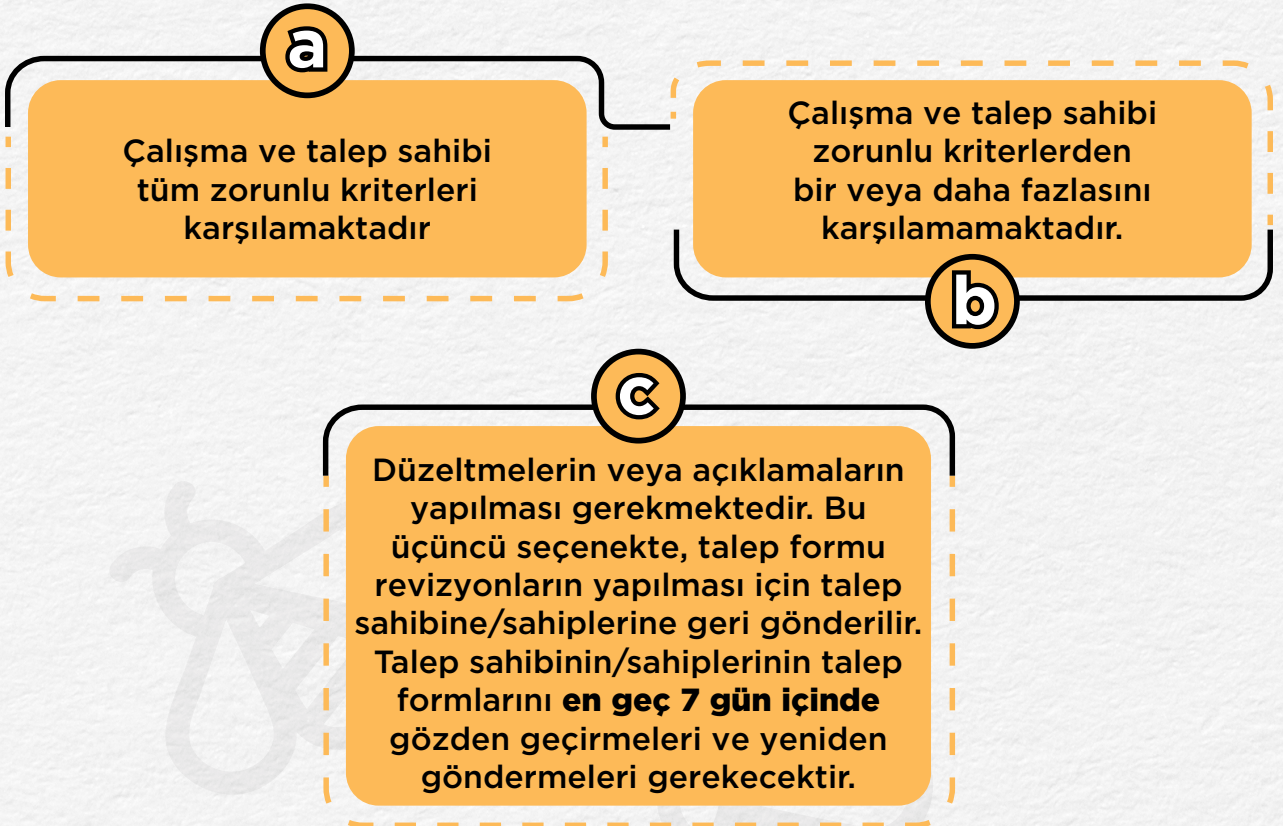 a
Çalışma ve talep sahibi
tüm zorunlu kriterleri
karşılamaktadır
Çalışma ve talep sahibi
zorunlu kriterlerden
bir veya daha fazlasını
karşılamamaktadır.
b
c
Düzeltmelerin veya açıklamaların
yapılması gerekmektedir. Bu
üçüncü seçenekte, talep formu
revizyonların yapılması için talep
sahibine/sahiplerine geri gönderilir.
Talep sahibinin/sahiplerinin talep
formlarını en geç 7 gün içinde
gözden geçirmeleri ve yeniden
göndermeleri gerekecektir.